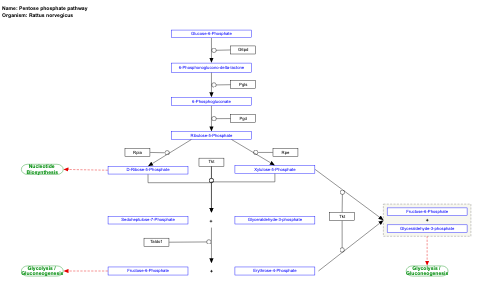 Name: Pentose phosphate pathway
Organism: Rattus norvegicus
Glucose-6-Phosphate
G6pd
6-Phosphoglucono-delta-lactone
Pgls
6-Phosphogluconate
Pgd
Ribulose-5-Phosphate
Rpia
Rpe
Tkt
Nucleotide
Biosynthesis
D-Ribose-5-Phosphate
Xylulose-5-Phosphate
Sedoheptulose-7-Phosphate
+
Glyceraldehyde-3-phosphate
Tkt
Fructose-6-Phosphate
+
Glyceraldehyde-3-phosphate
Taldo1
Glycolysis /
Gluconeogenesis
Fructose-6-Phosphate
+
Erythrose-4-Phosphate
Glycolysis /
Gluconeogenesis